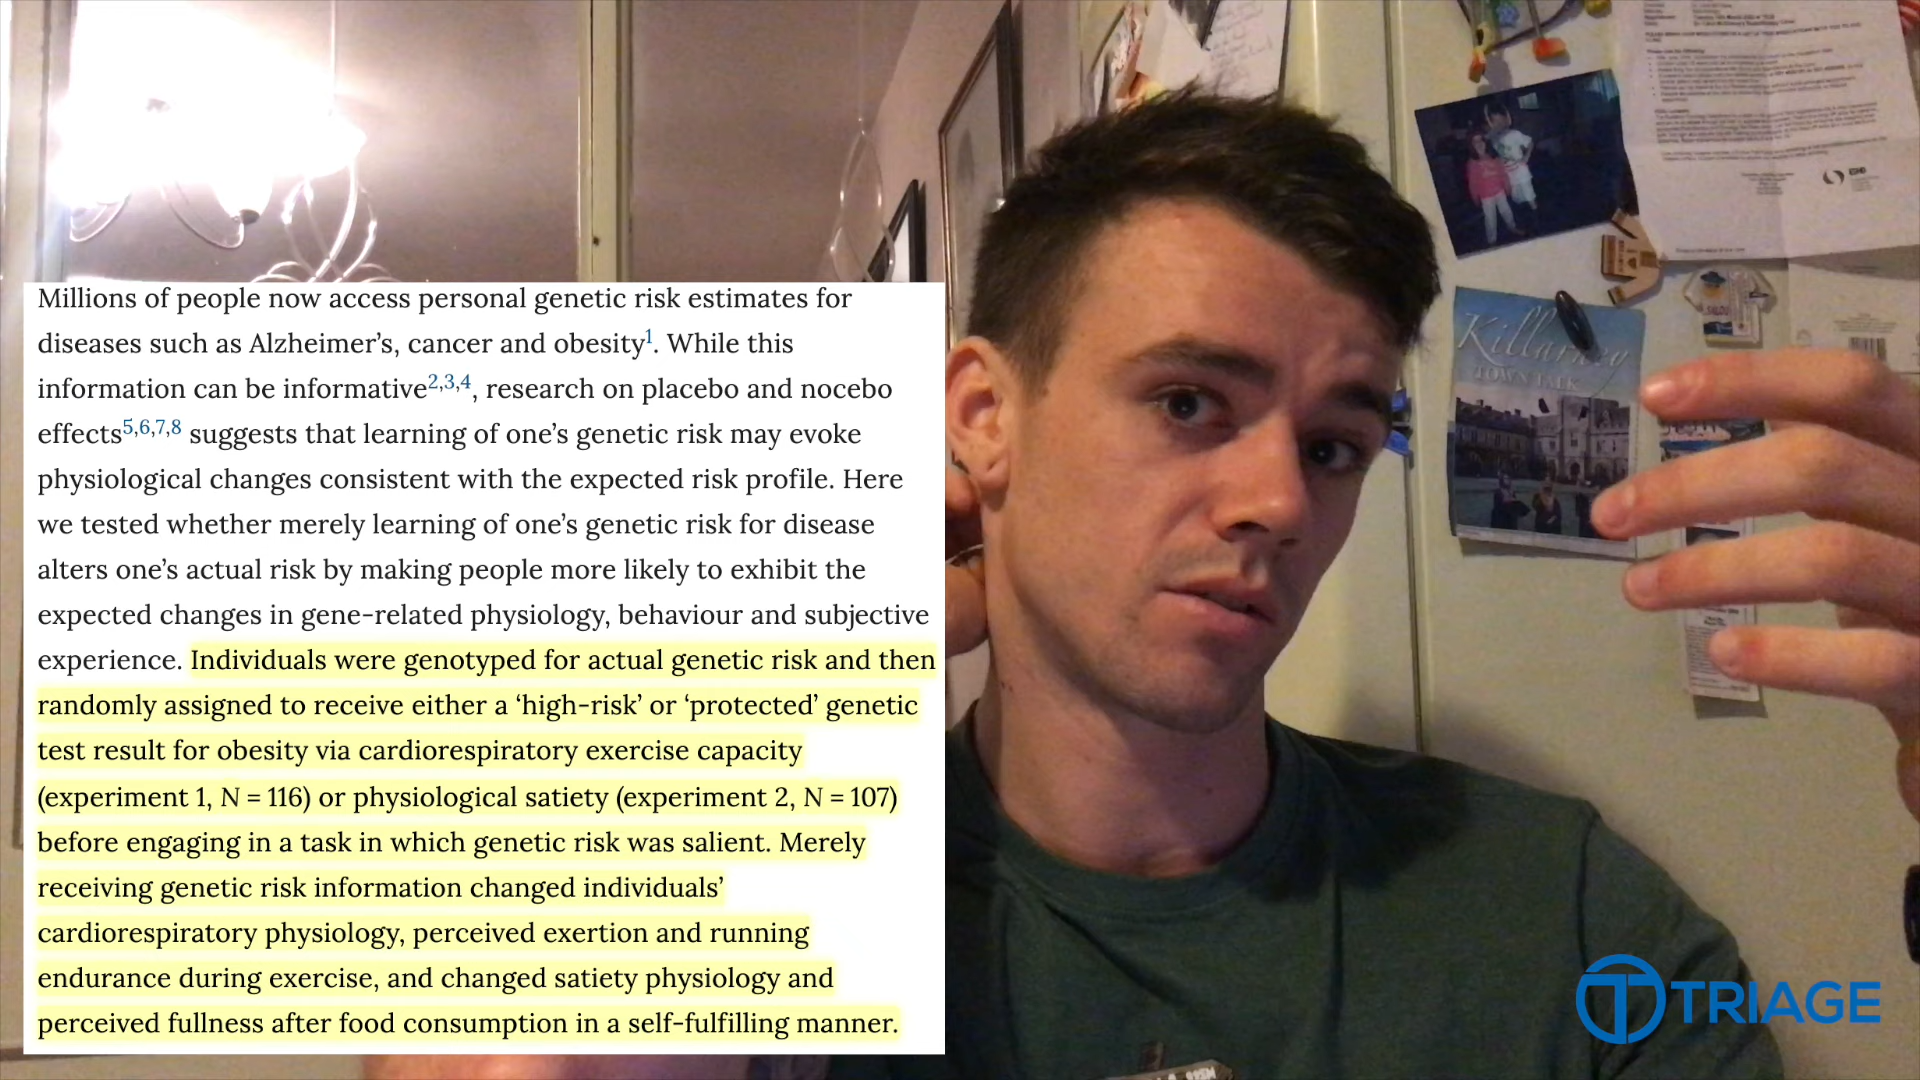 Millions of people now access personal genetic risk estimates for
diseases such as Alzheimer’s, cancer and obesity1. While this
information can be informative2,3,4, research on placebo and nocebo
effects5,6,7,8 suggests that learning of one’s genetic risk may evoke
physiological changes consistent with the expected risk profile. Here
we tested whether merely learning of one’s genetic risk for disease
alters one’s actual risk by making people more likely to exhibit the
expected changes in gene-related physiology, behaviour and subjective
experience. Individuals were genotyped for actual genetic risk and then
randomly assigned to receive either a ‘high-risk’ or ‘protected’ genetic
test result for obesity via cardiorespiratory exercise capacity
(experiment 1, N = 116) or physiological satiety (experiment 2, N = 107)
before engaging in a task in which genetic risk was salient. Merely
receiving genetic risk information changed individuals’
cardiorespiratory physiology, perceived exertion and running
endurance during exercise, and changed satiety physiology and
perceived fullness after food consumption in a self-fulfilling manner.
Killarney
TOWN TALK
TRIAGE